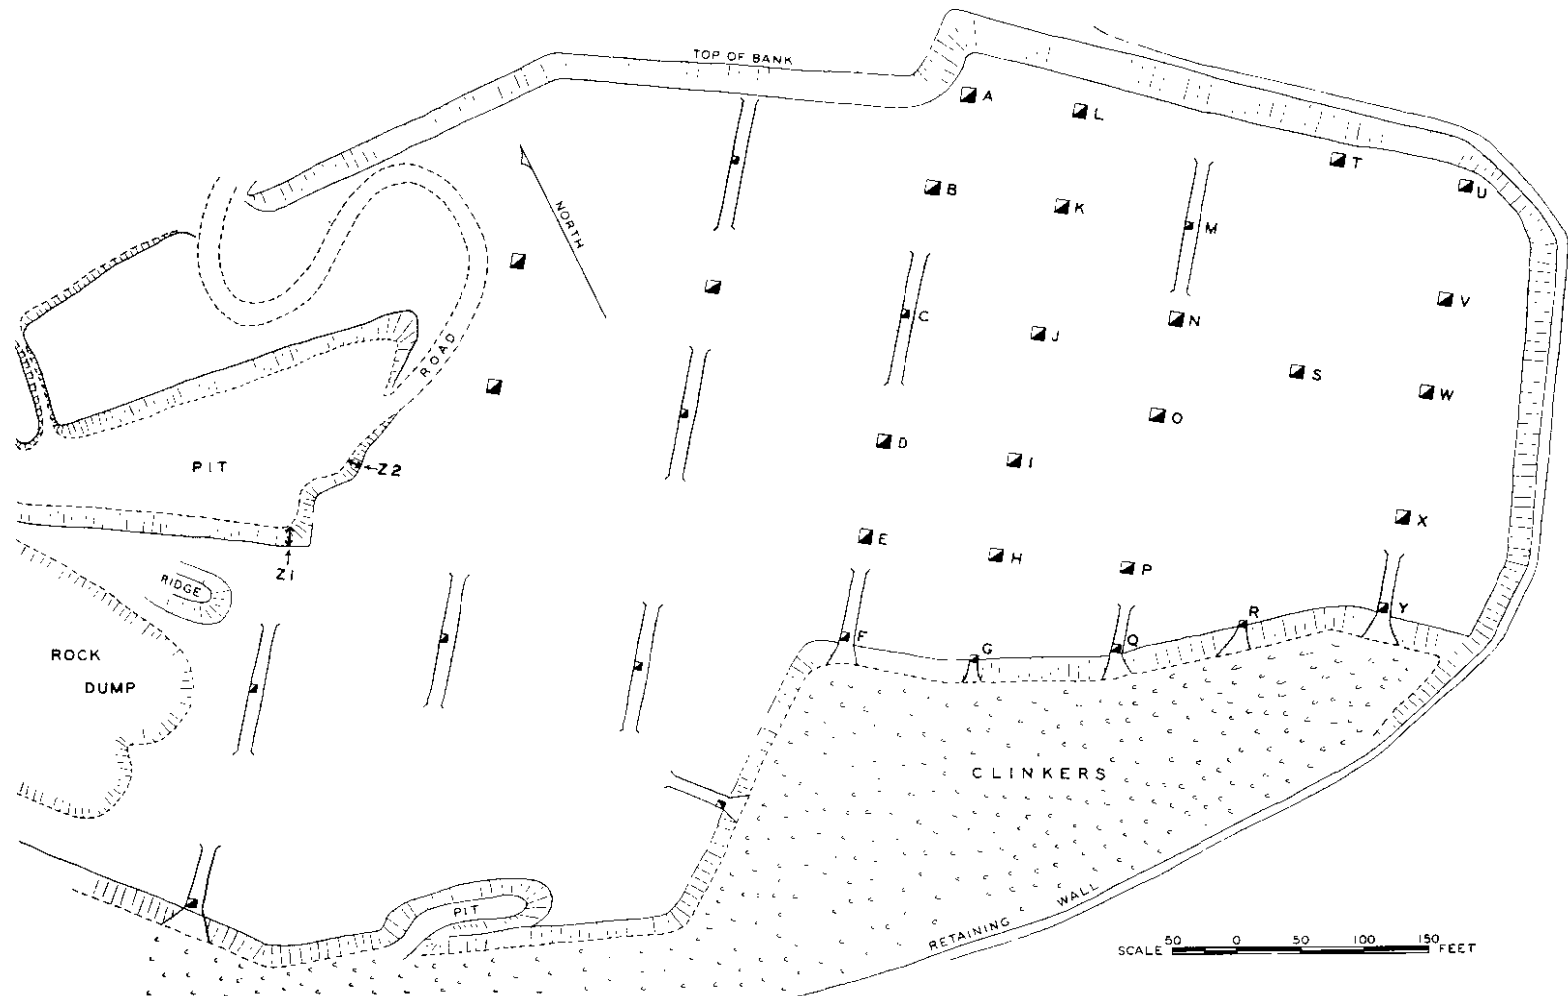 TOP OF BANK
A
L
T
U
B
K
M
NORTH
C
J
N
V
ROAD
S
W
D
I
O
PIT
Z2
X
E
H
P
Z1
RIDGE
F
G
Q
R
Y
ROCK
DUMP
CLINKERS
PIT
RETAINING WALL
SCALE 50 0 50 100 150 FEET